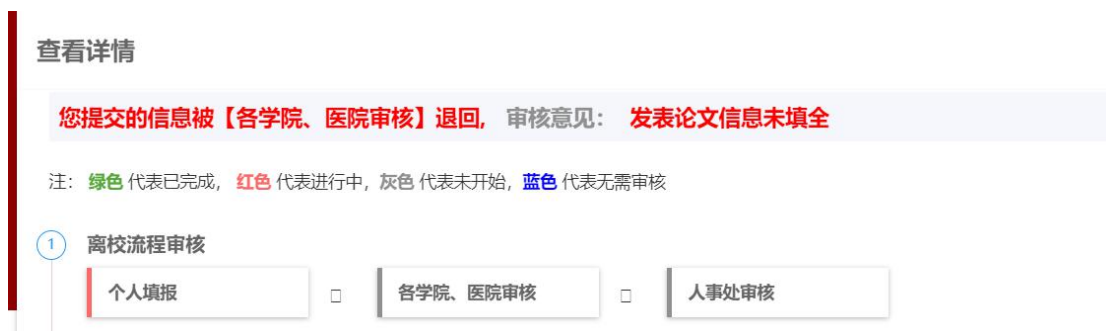 查看详情
您提交的信息被【各学院、医院审核】退回, 审核意见: 发表论文信息未填全
注: 绿色 代表已完成, 红色 代表进行中, 灰色 代表未开始, 蓝色 代表无需审核
1 离校流程审核
个人填报 各学院、医院审核 人事处审核